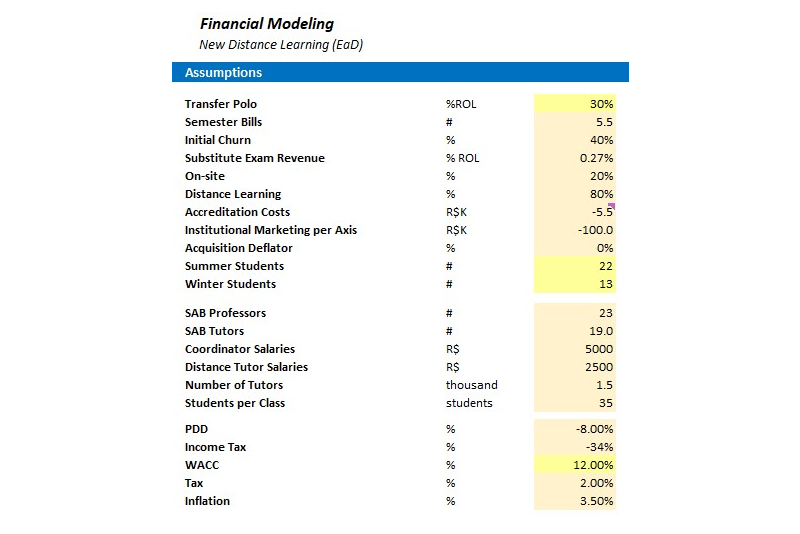 Financial Modeling
New Distance Learning (EaD)
Assumptions
Transfer Polo %ROL 30%
Semester Bills # 5.5
Initial Churn % 40%
Substitute Exam Revenue % ROL 0.27%
On-site % 20%
Distance Learning % 80%
Accreditation Costs R$K -5.5
Institutional Marketing per Axis R$K -100.0
Acquisition Deflator % 0%
Summer Students # 22
Winter Students # 13
SAB Professors # 23
SAB Tutors # 19.0
Coordinator Salaries R$ 5000
Distance Tutor Salaries R$ 2500
Number of Tutors thousand 1.5
Students per Class students 35
PDD % -8.00%
Income Tax % -34%
WACC % 12.00%
Tax % 2.00%
Inflation % 3.50%